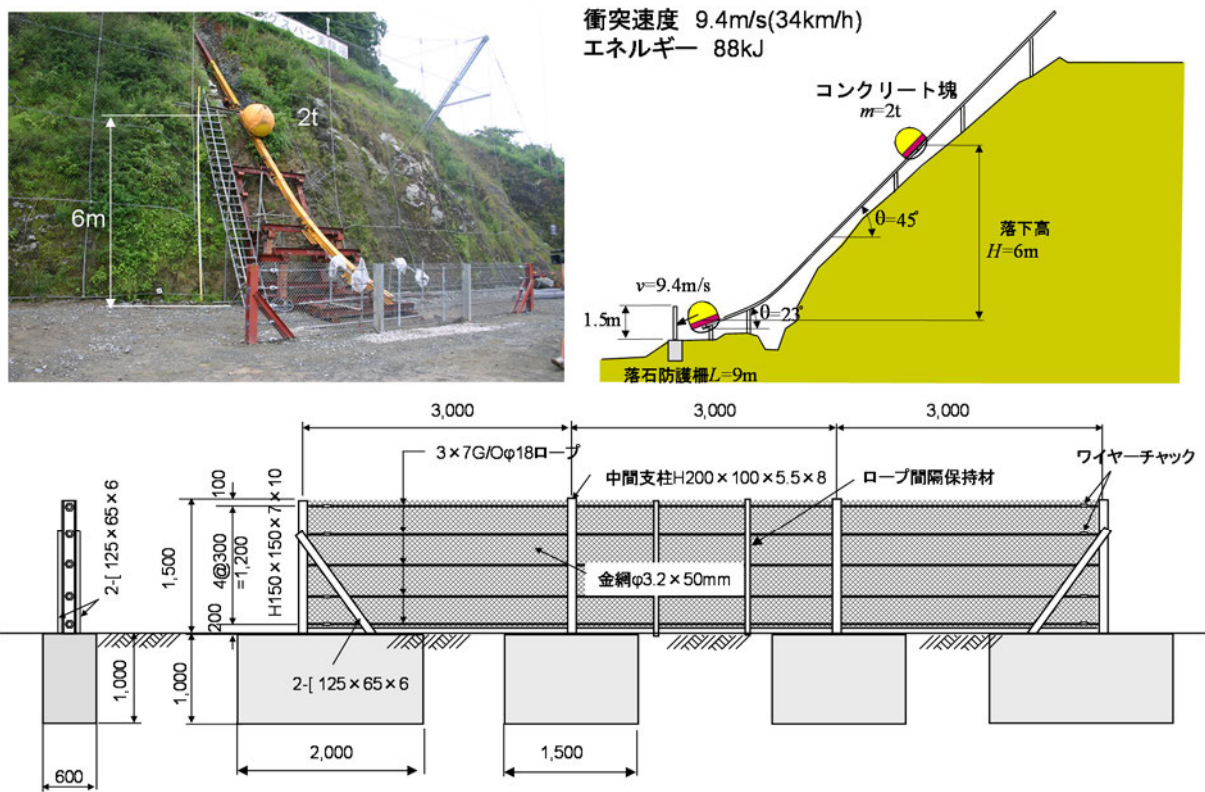 衝突速度 9.4m/s(34km/h)
エネルギー 88kJ
2t
6m
コンクリート塊
m=2t
θ=45°
落下高
H=6m
v=9.4m/s
1.5m
θ=23°
落石防護柵L=9m
3,000
3,000
3,000
3×7G/Oφ18ロープ
中間支柱H200×100×5.5×8
ロープ間隔保持材
ワイヤーチャック
2-[ 125×65×6
1,500
100
4@300
=1,200
200
H150×150×7×10
金網φ3.2×50mm
2-[ 125×65×6
1,000
1,000
600
2,000
1,500